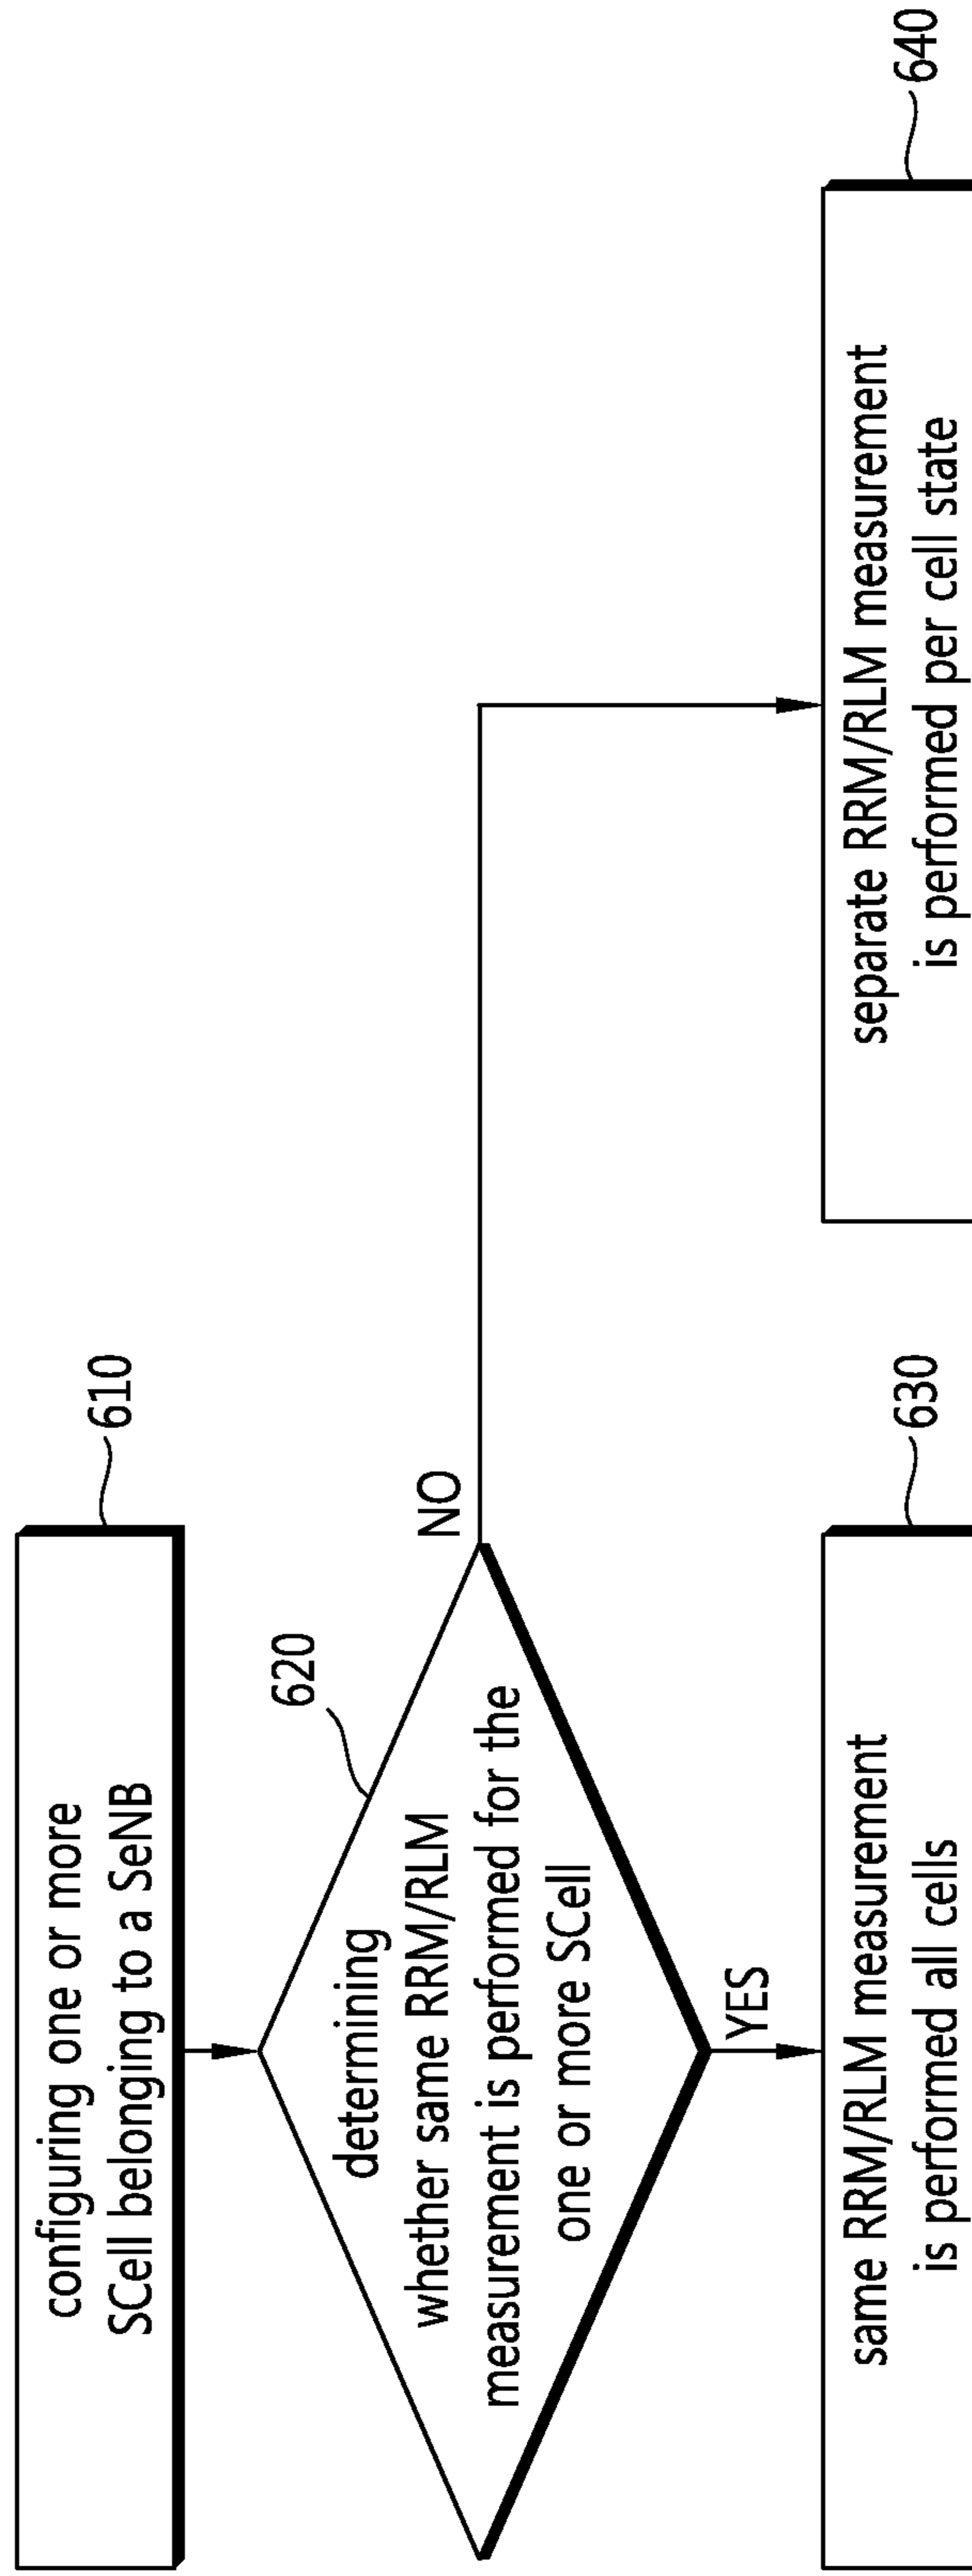 configuring one or more
SCell belonging to a SeNB
610
determining
whether same RRM/RLM
measurement is performed for the
one or more SCell
620
NO
YES
same RRM/RLM measurement
is performed all cells
630
separate RRM/RLM measurement
is performed per cell state
640